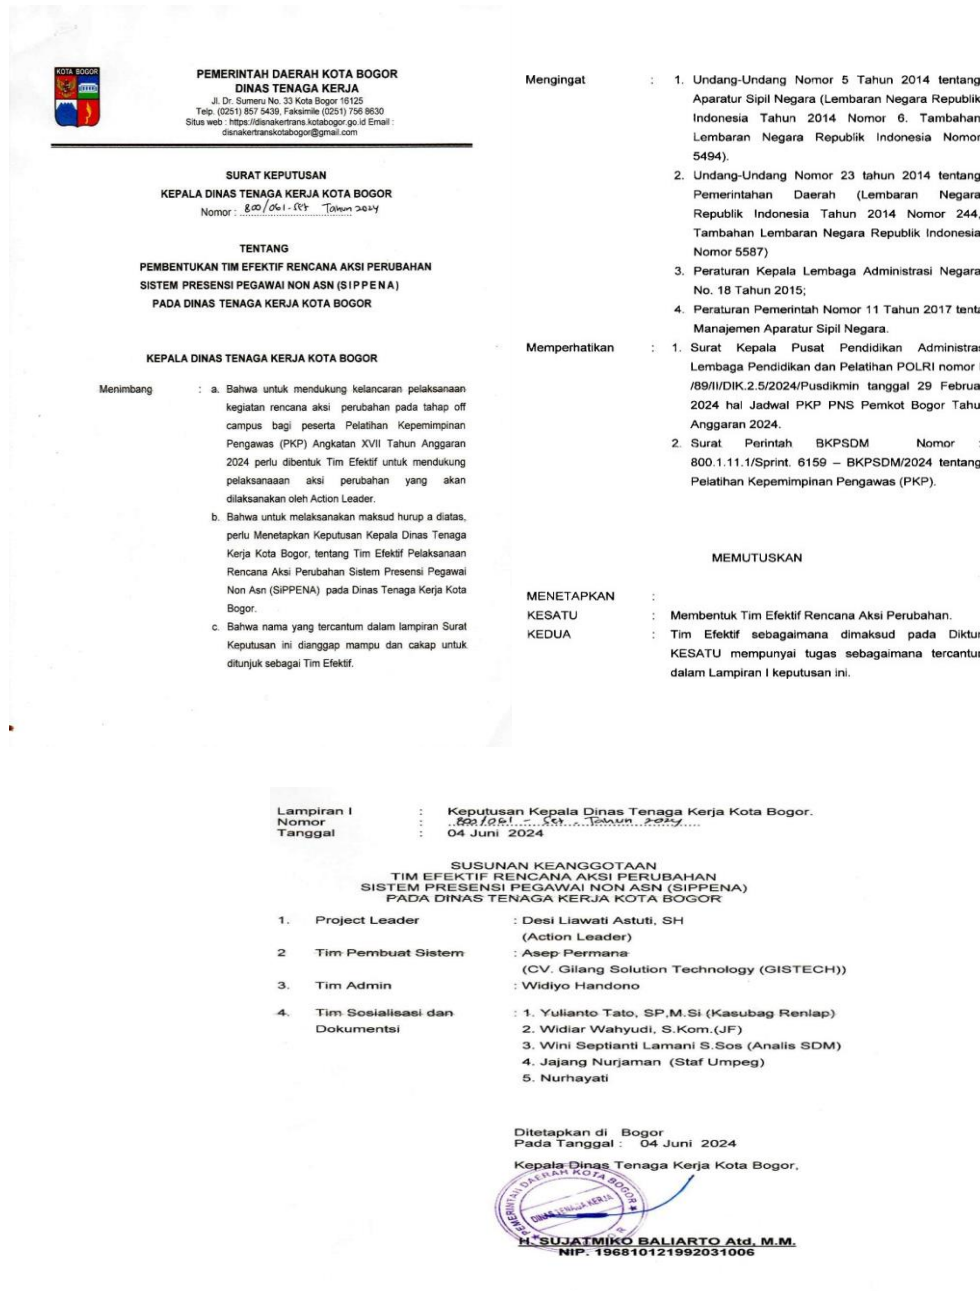 KOTA BOGOR
PEMERINTAH DAERAH KOTA BOGOR
DINAS TENAGA KERJA
Jl. Dr. Sumeru No. 33 Kota Bogor 16125
Telp. (0251) 857 5439, Faksimile (0251) 756 8630
Situs web : https://disnakertrans.kotabogor.go.id Email :
disnakertranskotabogor@gmail.com
SURAT KEPUTUSAN
KEPALA DINAS TENAGA KERJA KOTA BOGOR
Nomor : 800/061-Set Tahun 2024
TENTANG
PEMBENTUKAN TIM EFEKTIF RENCANA AKSI PERUBAHAN
SISTEM PRESENSI PEGAWAI NON ASN (S I P P E N A )
PADA DINAS TENAGA KERJA KOTA BOGOR
KEPALA DINAS TENAGA KERJA KOTA BOGOR
Menimbang : a. Bahwa untuk mendukung kelancaran pelaksanaan
kegiatan rencana aksi perubahan pada tahap off
campus bagi peserta Pelatihan Kepemimpinan
Pengawas (PKP) Angkatan XVII Tahun Anggaran
2024 perlu dibentuk Tim Efektif untuk mendukung
pelaksanaaan aksi perubahan yang akan
dilaksanakan oleh Action Leader.
b. Bahwa untuk melaksanakan maksud hurup a diatas,
perlu Menetapkan Keputusan Kepala Dinas Tenaga
Kerja Kota Bogor, tentang Tim Efektif Pelaksanaan
Rencana Aksi Perubahan Sistem Presensi Pegawai
Non Asn (SiPPENA) pada Dinas Tenaga Kerja Kota
Bogor.
c. Bahwa nama yang tercantum dalam lampiran Surat
Keputusan ini dianggap mampu dan cakap untuk
ditunjuk sebagai Tim Efektif.
Mengingat : 1. Undang-Undang Nomor 5 Tahun 2014 tentang
Aparatur Sipil Negara (Lembaran Negara Republik
Indonesia Tahun 2014 Nomor 6. Tambahan
Lembaran Negara Republik Indonesia Nomor
5494).
2. Undang-Undang Nomor 23 tahun 2014 tentang
Pemerintahan Daerah (Lembaran Negara
Republik Indonesia Tahun 2014 Nomor 244,
Tambahan Lembaran Negara Republik Indonesia
Nomor 5587)
3. Peraturan Kepala Lembaga Administrasi Negara
No. 18 Tahun 2015;
4. Peraturan Pemerintah Nomor 11 Tahun 2017 tenta
Manajemen Aparatur Sipil Negara.
Memperhatikan : 1. Surat Kepala Pusat Pendidikan Administras
Lembaga Pendidikan dan Pelatihan POLRI nomor
/89/II/DIK.2.5/2024/Pusdikmin tanggal 29 Februa
2024 hal Jadwal PKP PNS Pemkot Bogor Tahu
Anggaran 2024.
2. Surat Perintah BKPSDM Nomor :
800.1.11.1/Sprint. 6159 – BKPSDM/2024 tentang
Pelatihan Kepemimpinan Pengawas (PKP).
MEMUTUSKAN
MENETAPKAN :
KESATU : Membentuk Tim Efektif Rencana Aksi Perubahan.
KEDUA : Tim Efektif sebagaimana dimaksud pada Diktu
KESATU mempunyai tugas sebagaimana tercantu
dalam Lampiran I keputusan ini.
Lampiran I : Keputusan Kepala Dinas Tenaga Kerja Kota Bogor.
Nomor : 800/061 - Set - Tahun 2024
Tanggal : 04 Juni 2024
SUSUNAN KEANGGOTAAN
TIM EFEKTIF RENCANA AKSI PERUBAHAN
SISTEM PRESENSI PEGAWAI NON ASN (SIPPENA)
PADA DINAS TENAGA KERJA KOTA BOGOR
1. Project Leader : Desi Liawati Astuti, SH
(Action Leader)
2 Tim Pembuat Sistem : Asep Permana
(CV. Gilang Solution Technology (GISTECH))
3. Tim Admin : Widiyo Handono
4. Tim Sosialisasi dan : 1. Yulianto Tato, SP,M.Si (Kasubag Renlap)
Dokumentsi 2. Widiar Wahyudi, S.Kom.(JF)
3. Wini Septianti Lamani S.Sos (Analis SDM)
4. Jajang Nurjaman (Staf Umpeg)
5. Nurhayati
Ditetapkan di Bogor
Pada Tanggal : 04 Juni 2024
Kepala Dinas Tenaga Kerja Kota Bogor,
PEMERINTAH DAERAH KOTA BOGOR
DINAS TENAGA KERJA
H. SUJATMIKO BALIARTO Atd, M.M.
NIP. 196810121992031006